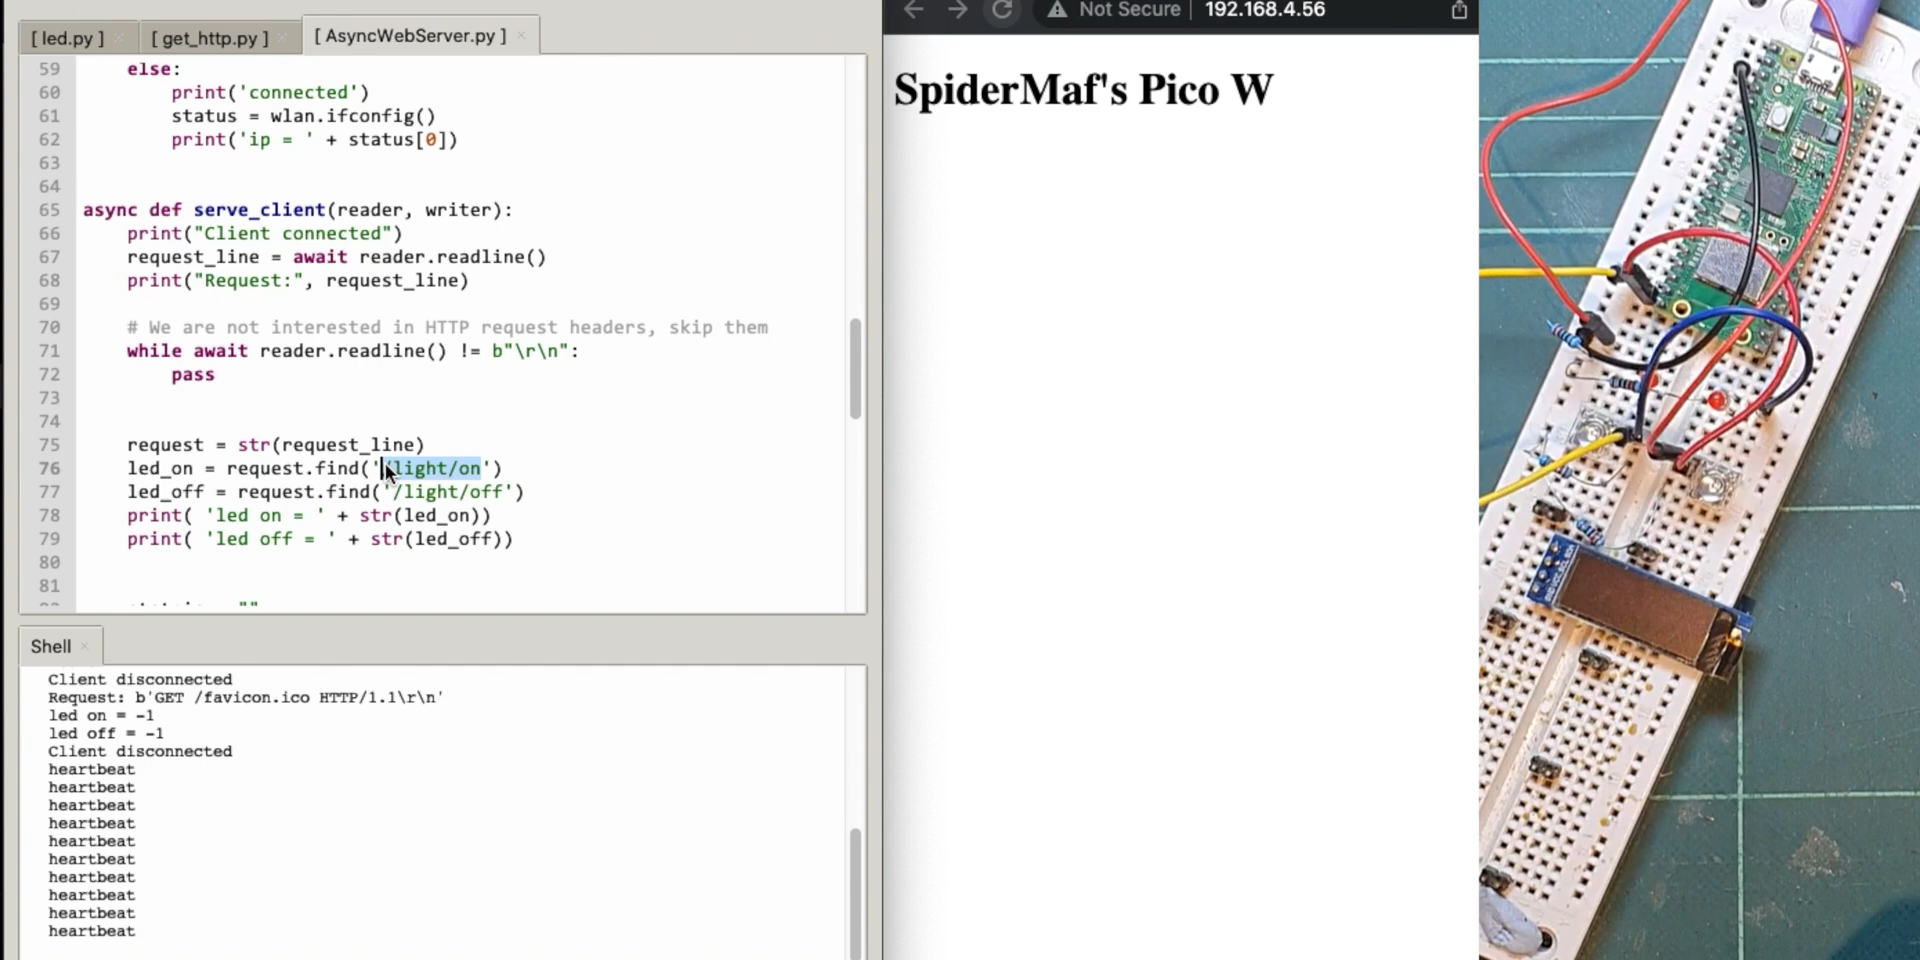 [ led.py ]
[ get_http.py ]
[ AsyncWebServer.py ]
59 else:
60 print('connected')
61 status = wlan.ifconfig()
62 print('ip = ' + status[0])
63
64
65 async def serve_client(reader, writer):
66 print("Client connected")
67 request_line = await reader.readline()
68 print("Request:", request_line)
69
70 # We are not interested in HTTP request headers, skip them
71 while await reader.readline() != b"\r\n":
72 pass
73
74
75 request = str(request_line)
76 led_on = request.find('/light/on')
77 led_off = request.find('/light/off')
78 print( 'led on = ' + str(led_on))
79 print( 'led off = ' + str(led_off))
80
81
Shell
Client disconnected
Request: b'GET /favicon.ico HTTP/1.1\r\n'
led on = -1
led off = -1
Client disconnected
heartbeat
heartbeat
heartbeat
heartbeat
heartbeat
heartbeat
heartbeat
heartbeat
heartbeat
heartbeat
Not Secure | 192.168.4.56
SpiderMaf's Pico W